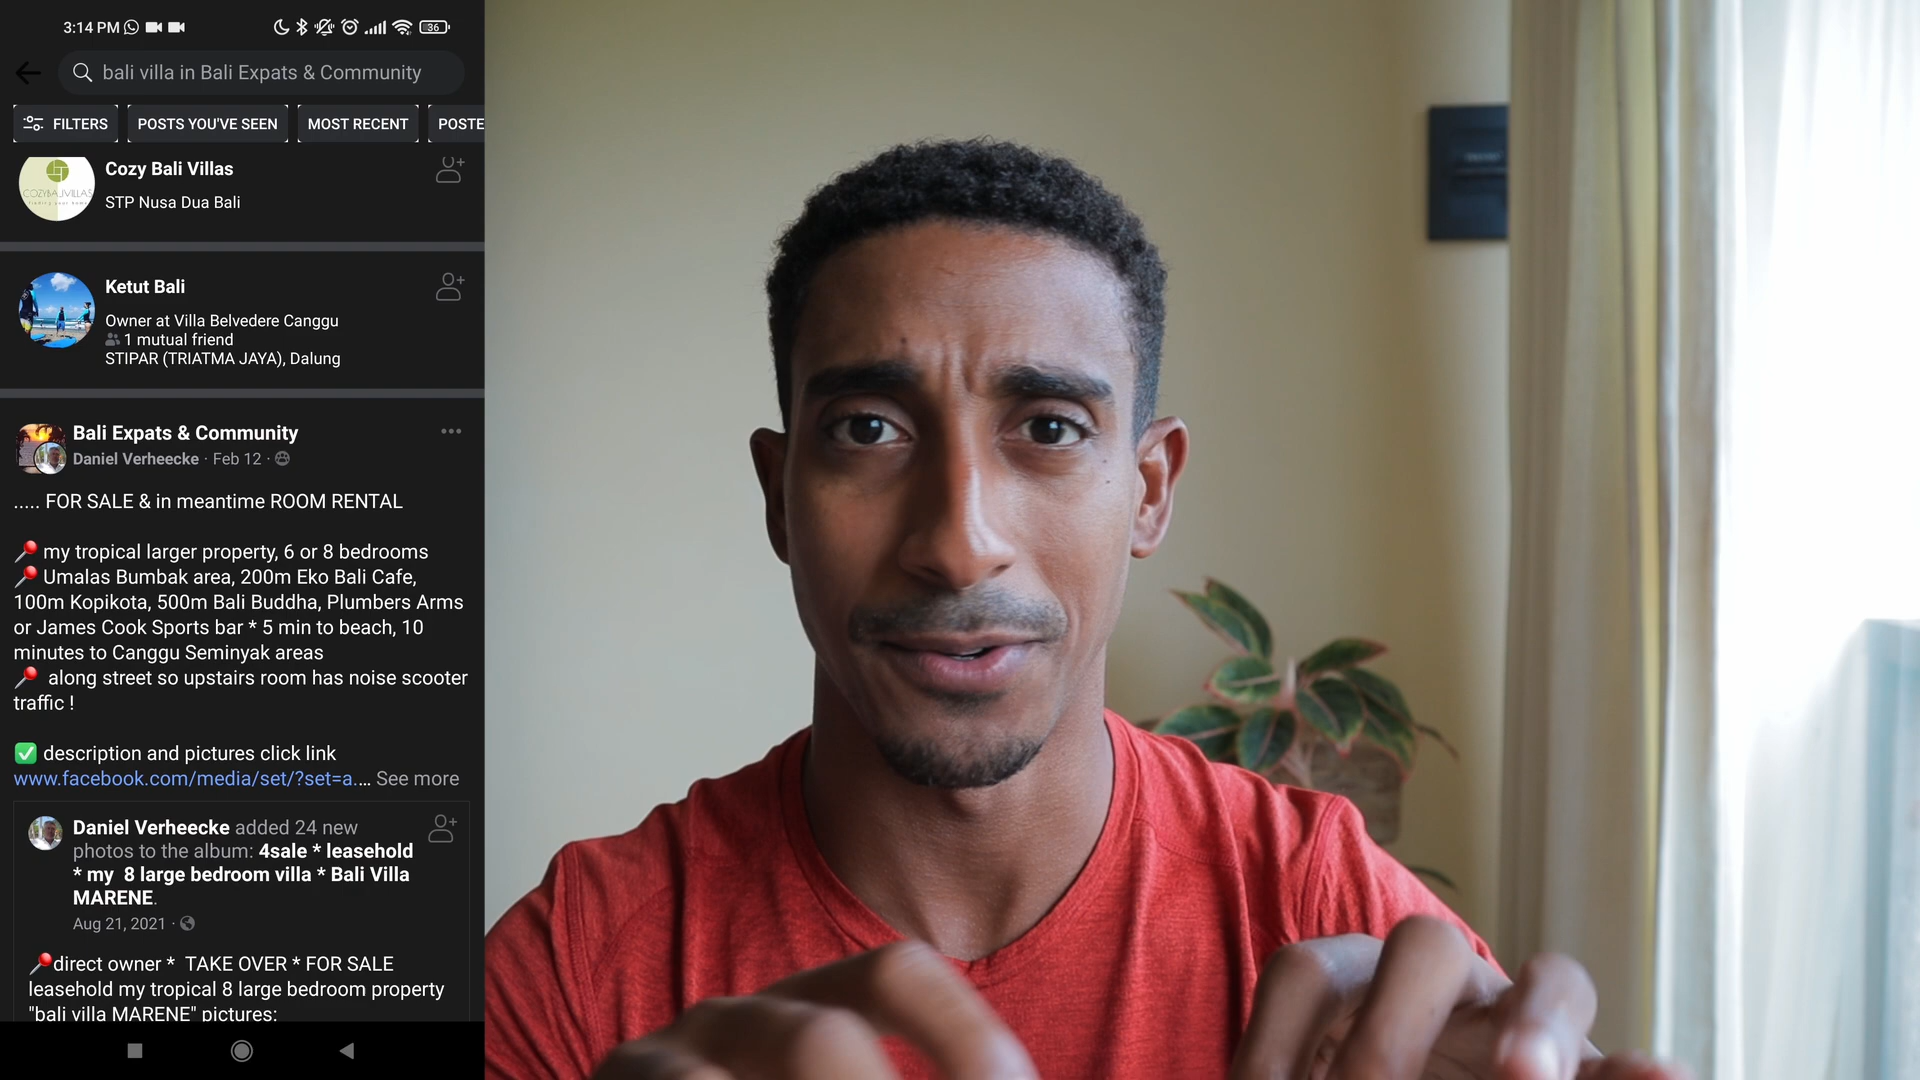 3:14 PM
36
bali villa in Bali Expats & Community
FILTERS
POSTS YOU'VE SEEN
MOST RECENT
POSTE
COZYBALIVILLAS
Cozy Bali Villas
STP Nusa Dua Bali
Ketut Bali
Owner at Villa Belvedere Canggu
1 mutual friend
STIPAR (TRIATMA JAYA), Dalung
Bali Expats & Community
Daniel Verheecke · Feb 12 ·
..... FOR SALE & in meantime ROOM RENTAL
📍 my tropical larger property, 6 or 8 bedrooms
📍 Umalas Bumbak area, 200m Eko Bali Cafe,
100m Kopikota, 500m Bali Buddha, Plumbers Arms
or James Cook Sports bar * 5 min to beach, 10
minutes to Canggu Seminyak areas
📍 along street so upstairs room has noise scooter
traffic !
✅ description and pictures click link
www.facebook.com/media/set/?set=a.... See more
Daniel Verheecke added 24 new
photos to the album: 4sale * leasehold
* my 8 large bedroom villa * Bali Villa
MARENE.
Aug 21, 2021 ·
📍direct owner * TAKE OVER * FOR SALE
leasehold my tropical 8 large bedroom property
"bali villa MARENE" pictures: